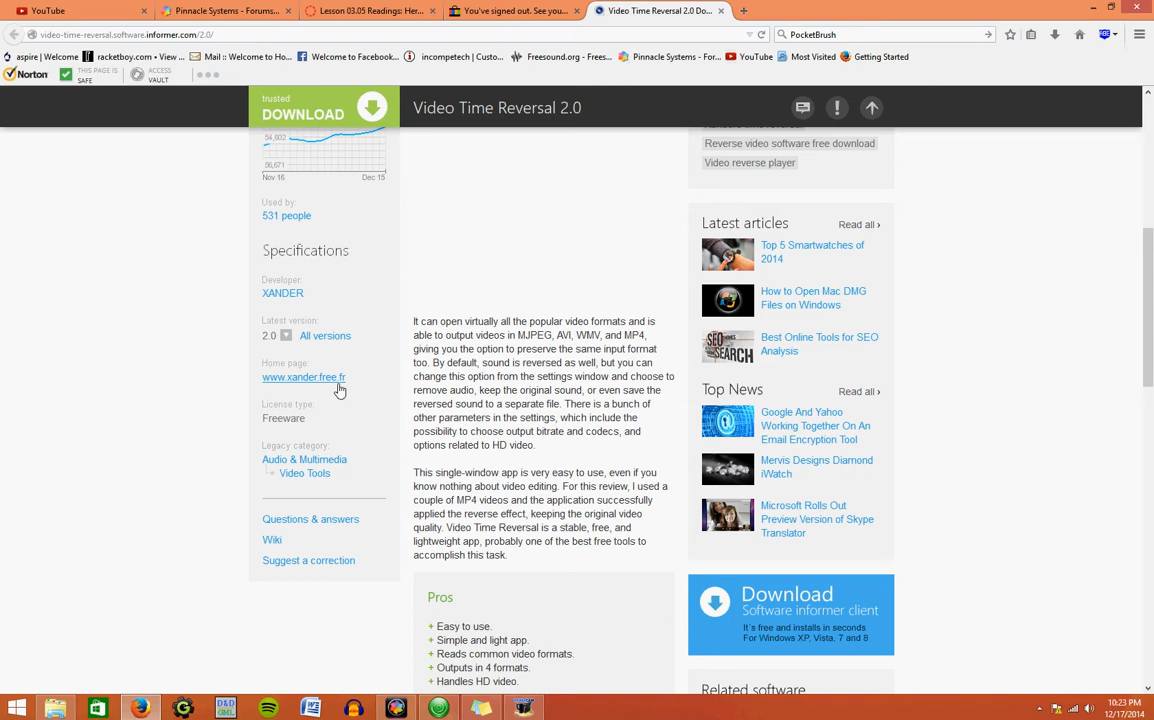 YouTube
Pinnacle Systems - Forums...
Lesson 03.05 Readings: Her...
You've signed out. See you...
Video Time Reversal 2.0 Do...
video-time-reversal.software.informer.com/2.0/
PocketBrush
aspire | Welcome
racketboy.com - View ...
Mail :: Welcome to Ho...
Welcome to Facebook...
incompetech | Custo...
Freesound.org - Frees...
Pinnacle Systems - For...
YouTube
Most Visited
Getting Started
Norton
THIS PAGE IS
SAFE
ACCESS
VAULT
trusted
DOWNLOAD
Video Time Reversal 2.0
54,602
56,671
Nov 16
Dec 15
Used by:
531 people
Specifications
Developer:
XANDER
Latest version:
2.0
All versions
Home page:
www.xander.free.fr
License type:
Freeware
Legacy category:
Audio & Multimedia
Video Tools
Questions & answers
Wiki
Suggest a correction
It can open virtually all the popular video formats and is
able to output videos in MJPEG, AVI, WMV, and MP4,
giving you the option to preserve the same input format
too. By default, sound is reversed as well, but you can
change this option from the settings window and choose to
remove audio, keep the original sound, or even save the
reversed sound to a separate file. There is a bunch of
other parameters in the settings, which include the
possibility to choose output bitrate and codecs, and
options related to HD video.
This single-window app is very easy to use, even if you
know nothing about video editing. For this review, I used a
couple of MP4 videos and the application successfully
applied the reverse effect, keeping the original video
quality. Video Time Reversal is a stable, free, and
lightweight app, probably one of the best free tools to
accomplish this task.
Pros
+ Easy to use.
+ Simple and light app.
+ Reads common video formats.
+ Outputs in 4 formats.
+ Handles HD video.
Reverse video software free download
Video reverse player
Latest articles
Read all ›
Top 5 Smartwatches of
2014
How to Open Mac DMG
Files on Windows
SEO
SEARCH
Best Online Tools for SEO
Analysis
Top News
Read all ›
Google And Yahoo
Working Together On An
Email Encryption Tool
Mervis Designs Diamond
iWatch
Microsoft Rolls Out
Preview Version of Skype
Translator
Download
Software informer client
It`s free and installs in seconds
For Windows XP, Vista, 7 and 8
Related software
D&D
GML
10:23 PM
12/17/2014